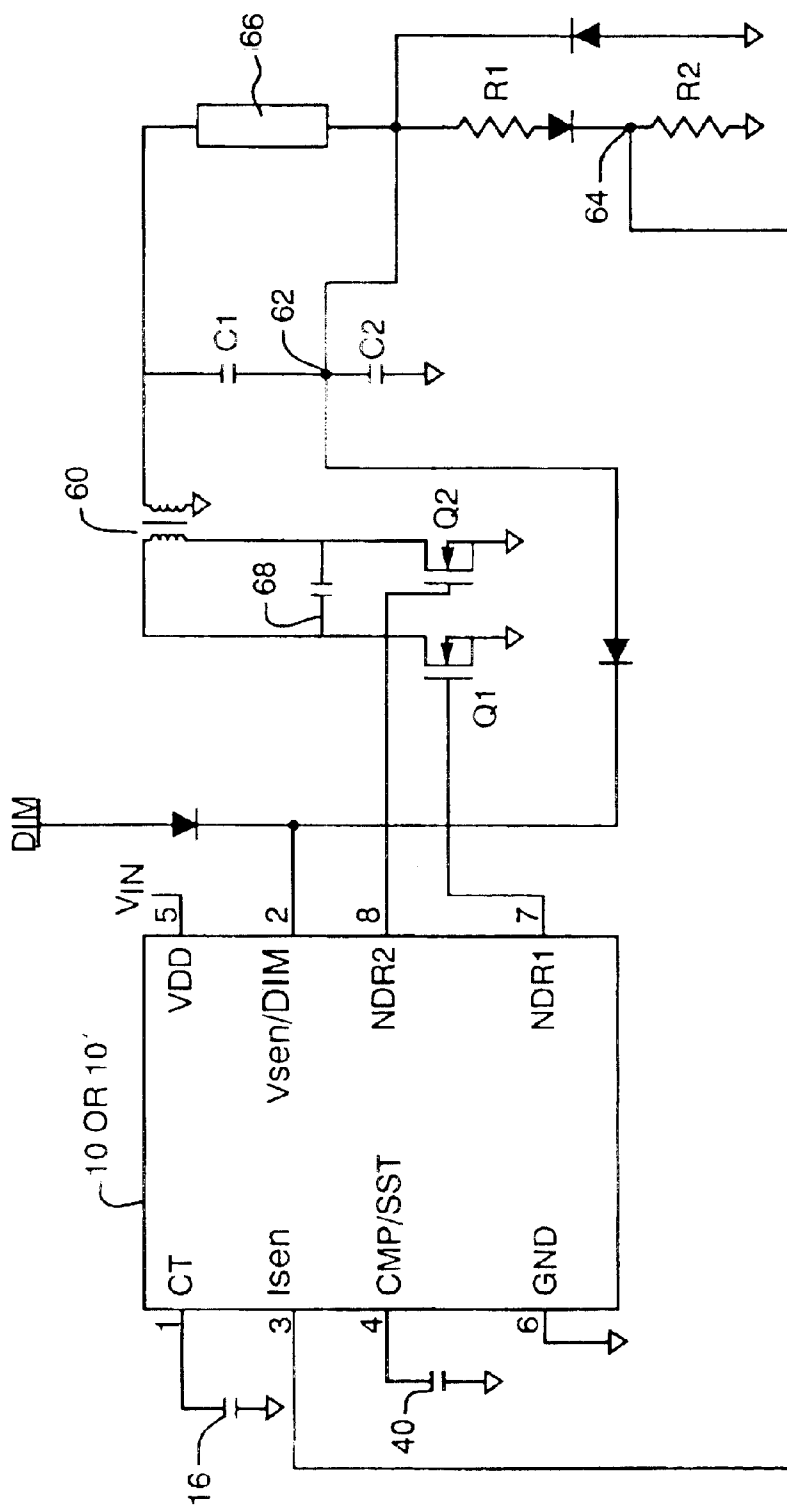 DIM
66
60
C1
62
C2
R1
64
R2
68
Q2
Q1
VIN
10 OR 10'
1 CT
VDD 5
3 Isen
Vsen/DIM 2
4 CMP/SST
NDR2 8
6 GND
NDR1 7
16
40